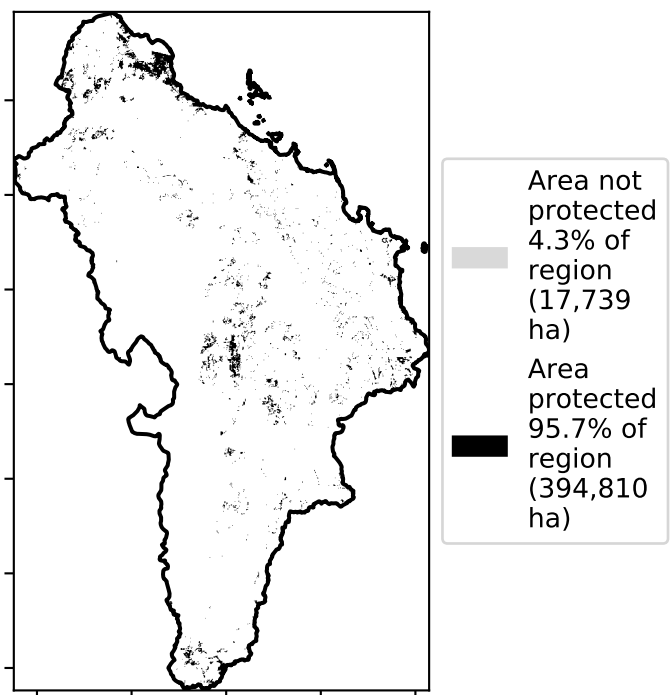 Area not
protected
4.3% of
region
(17,739
ha)
Area
protected
95.7% of
region
(394,810
ha)